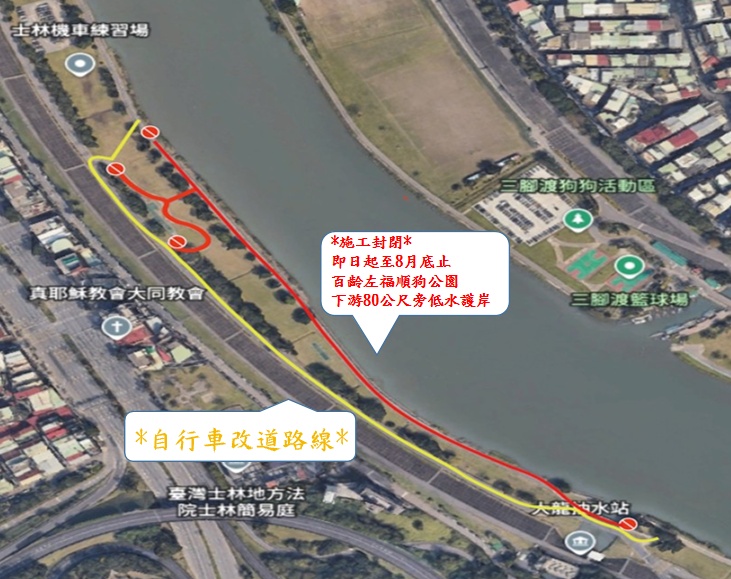 士林機車練習場
三腳渡狗狗活動區
*施工封閉*
即日起至8月底止
百齡左福順狗公園
下游80公尺旁低水護岸
真耶穌教會大同教會
三腳渡籃球場
*自行車改道路線*
臺灣士林地方法
院士林簡易庭
大龍抽水站